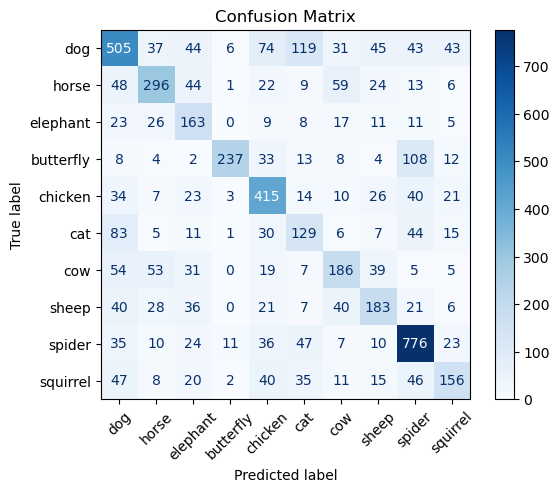 Confusion Matrix
True label
dog 505 37 44 6 74 119 31 45 43 43
horse 48 296 44 1 22 9 59 24 13 6
elephant 23 26 163 0 9 8 17 11 11 5
butterfly 8 4 2 237 33 13 8 4 108 12
chicken 34 7 23 3 415 14 10 26 40 21
cat 83 5 11 1 30 129 6 7 44 15
cow 54 53 31 0 19 7 186 39 5 5
sheep 40 28 36 0 21 7 40 183 21 6
spider 35 10 24 11 36 47 7 10 776 23
squirrel 47 8 20 2 40 35 11 15 46 156
dog horse elephant butterfly chicken cat cow sheep spider squirrel
Predicted label
700
600
500
400
300
200
100
0